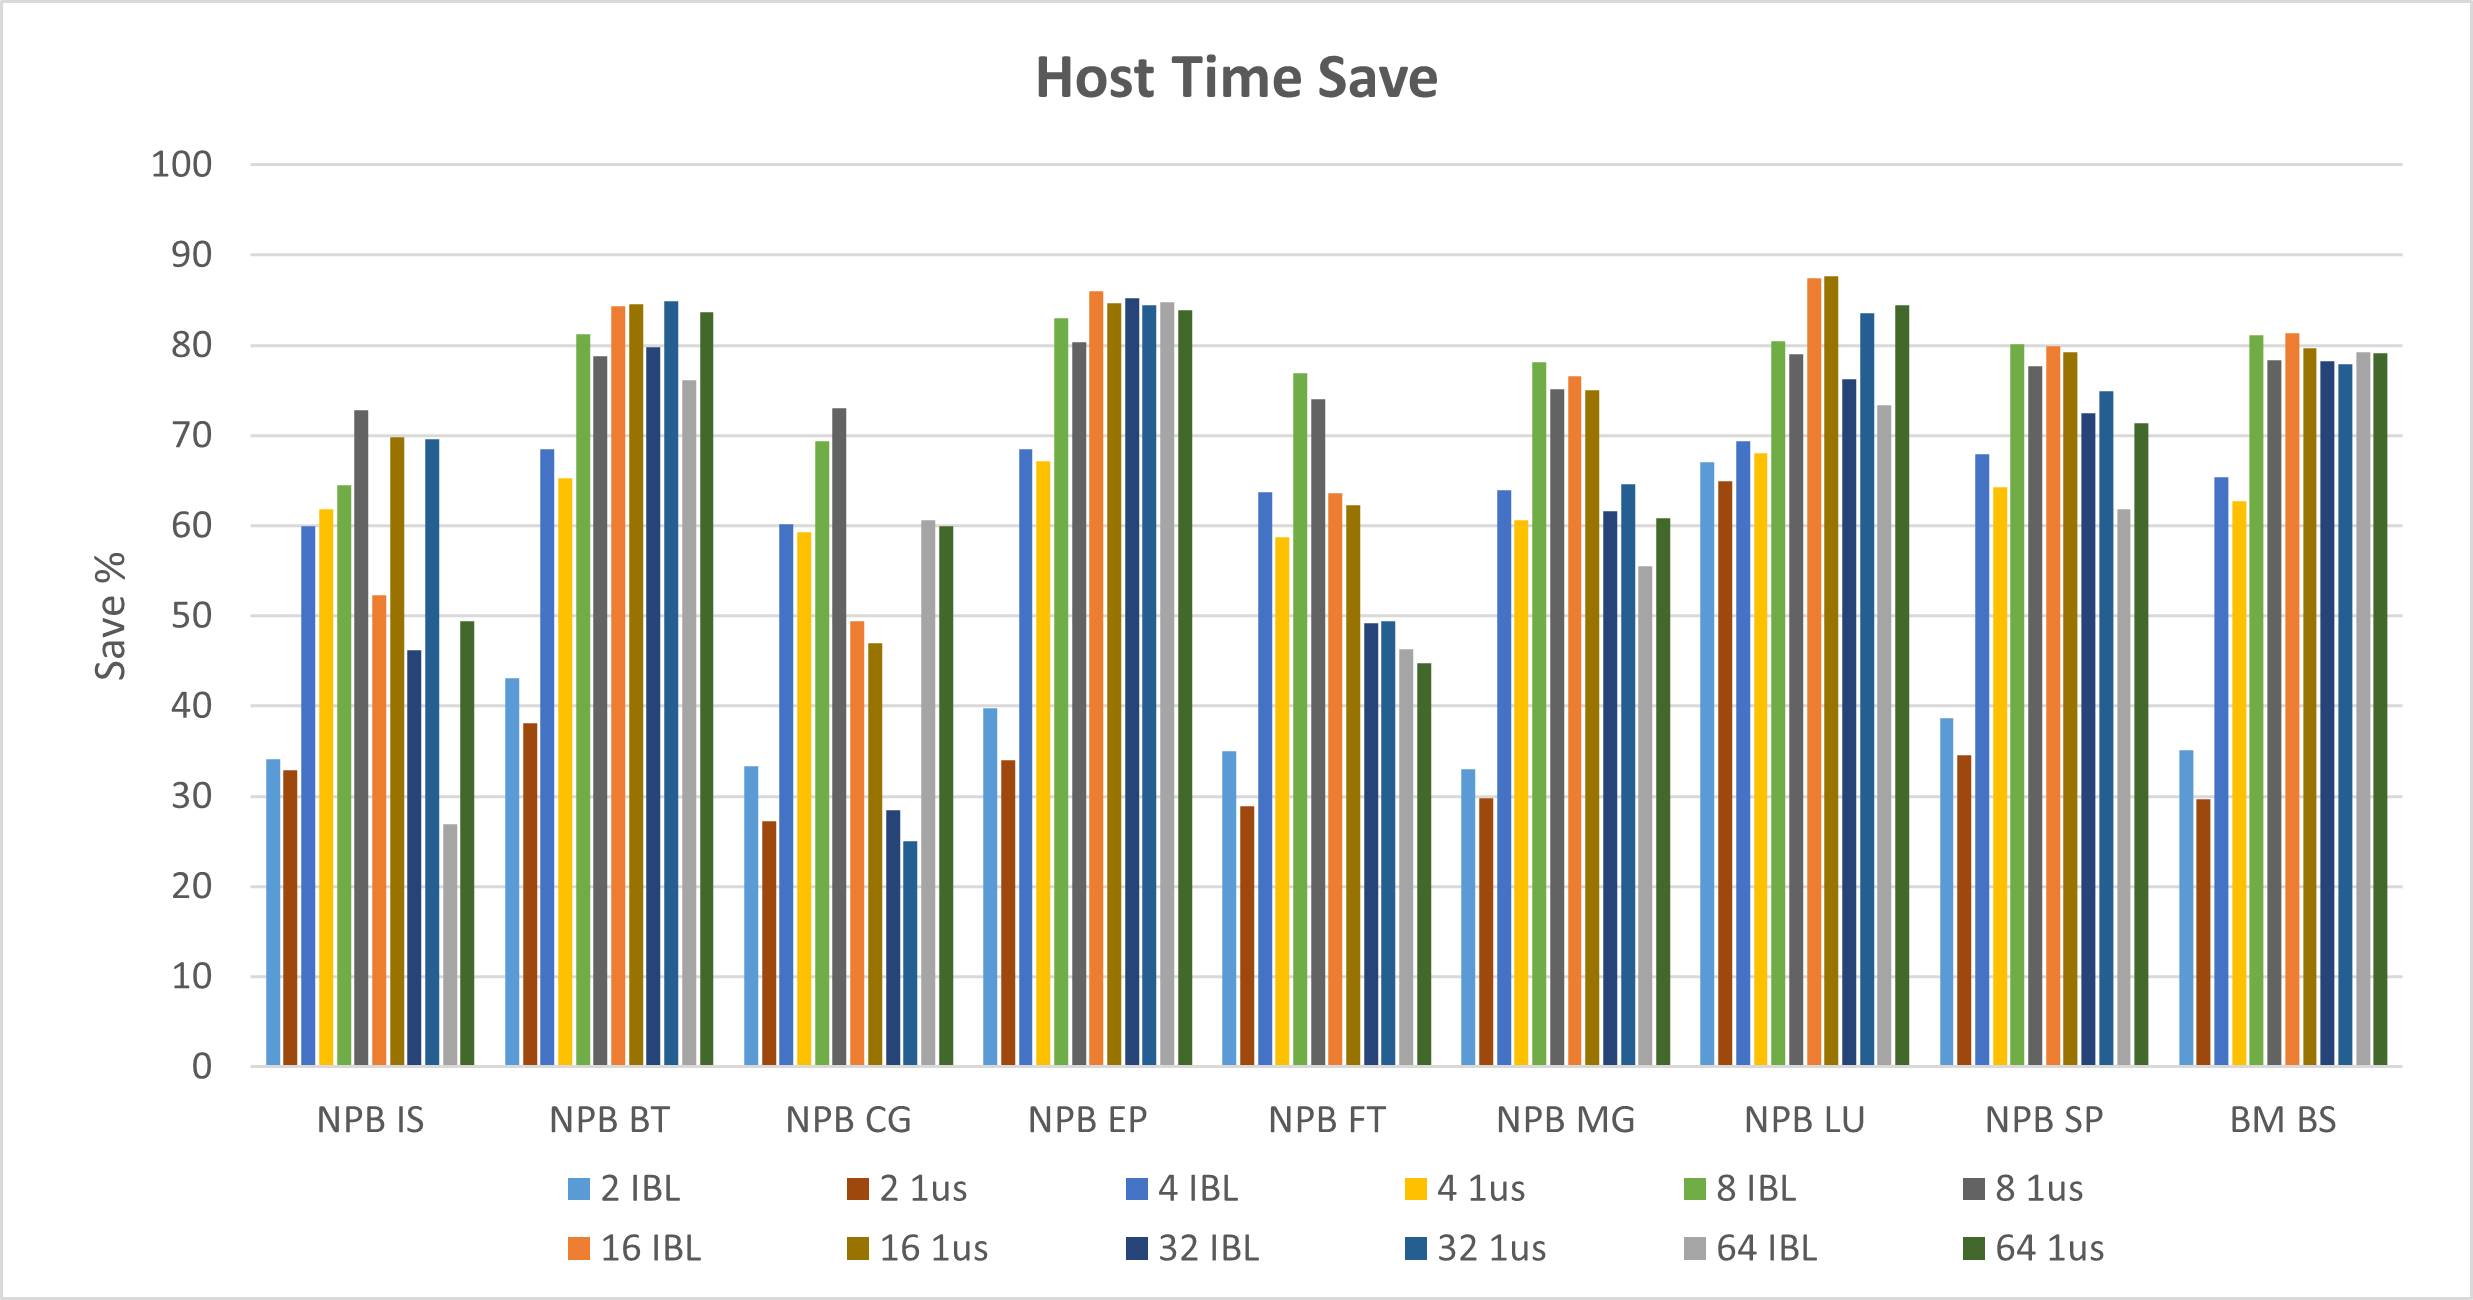 Host Time Save
100
90
80
70
60
50
40
30
20
10
0
Save %
NPB IS NPB BT NPB CG NPB EP NPB FT NPB MG NPB LU NPB SP BM BS
2 IBL 2 1us 4 IBL 4 1us 8 IBL 8 1us
16 IBL 16 1us 32 IBL 32 1us 64 IBL 64 1us